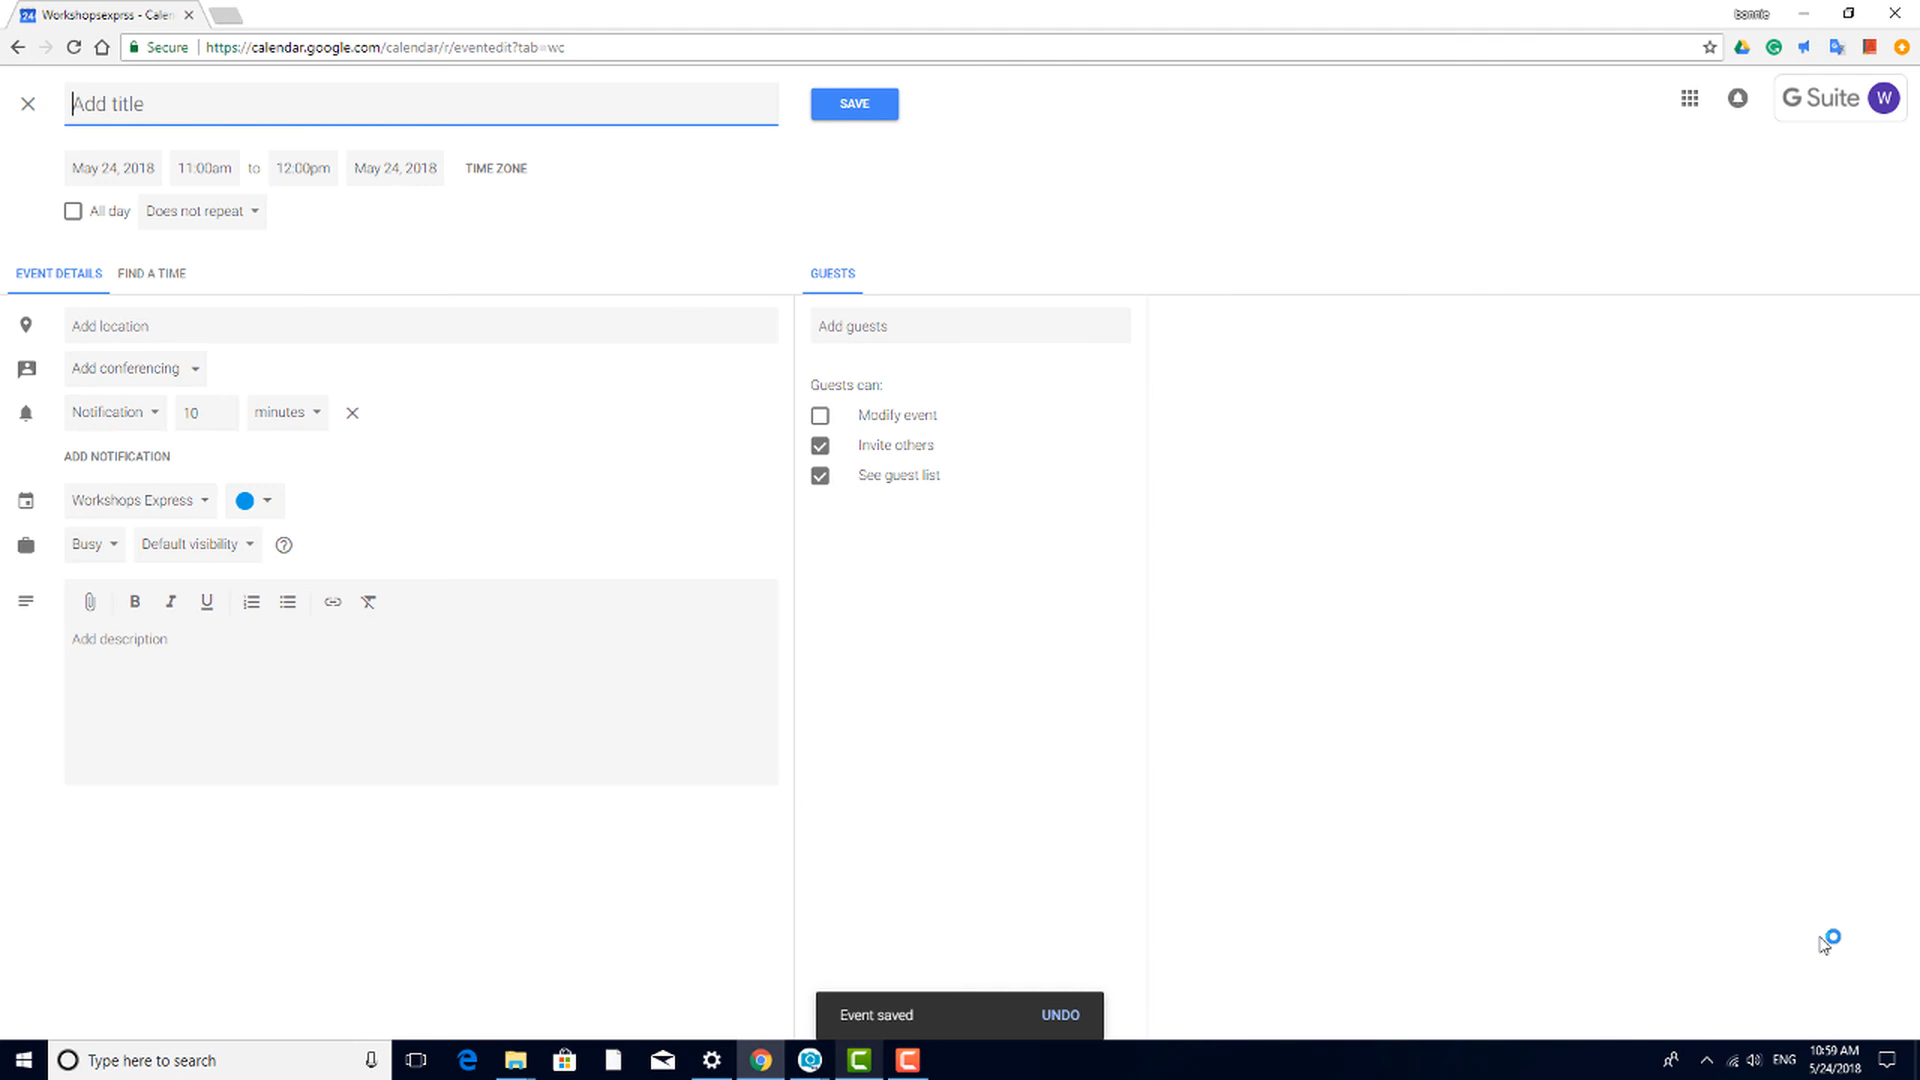 24 Workshopsexprss - Calen
bonnie
Secure https://calendar.google.com/calendar/r/eventedit?tab=wc
Add title
SAVE
G Suite W
May 24, 2018 11:00am to 12:00pm May 24, 2018 TIME ZONE
All day Does not repeat
EVENT DETAILS FIND A TIME GUESTS
Add location
Add guests
Add conferencing
Guests can:
Notification 10 minutes
Modify event
Invite others
ADD NOTIFICATION
See guest list
Workshops Express
Busy Default visibility
B I U
Add description
Event saved UNDO
Type here to search
ENG
10:59 AM
5/24/2018